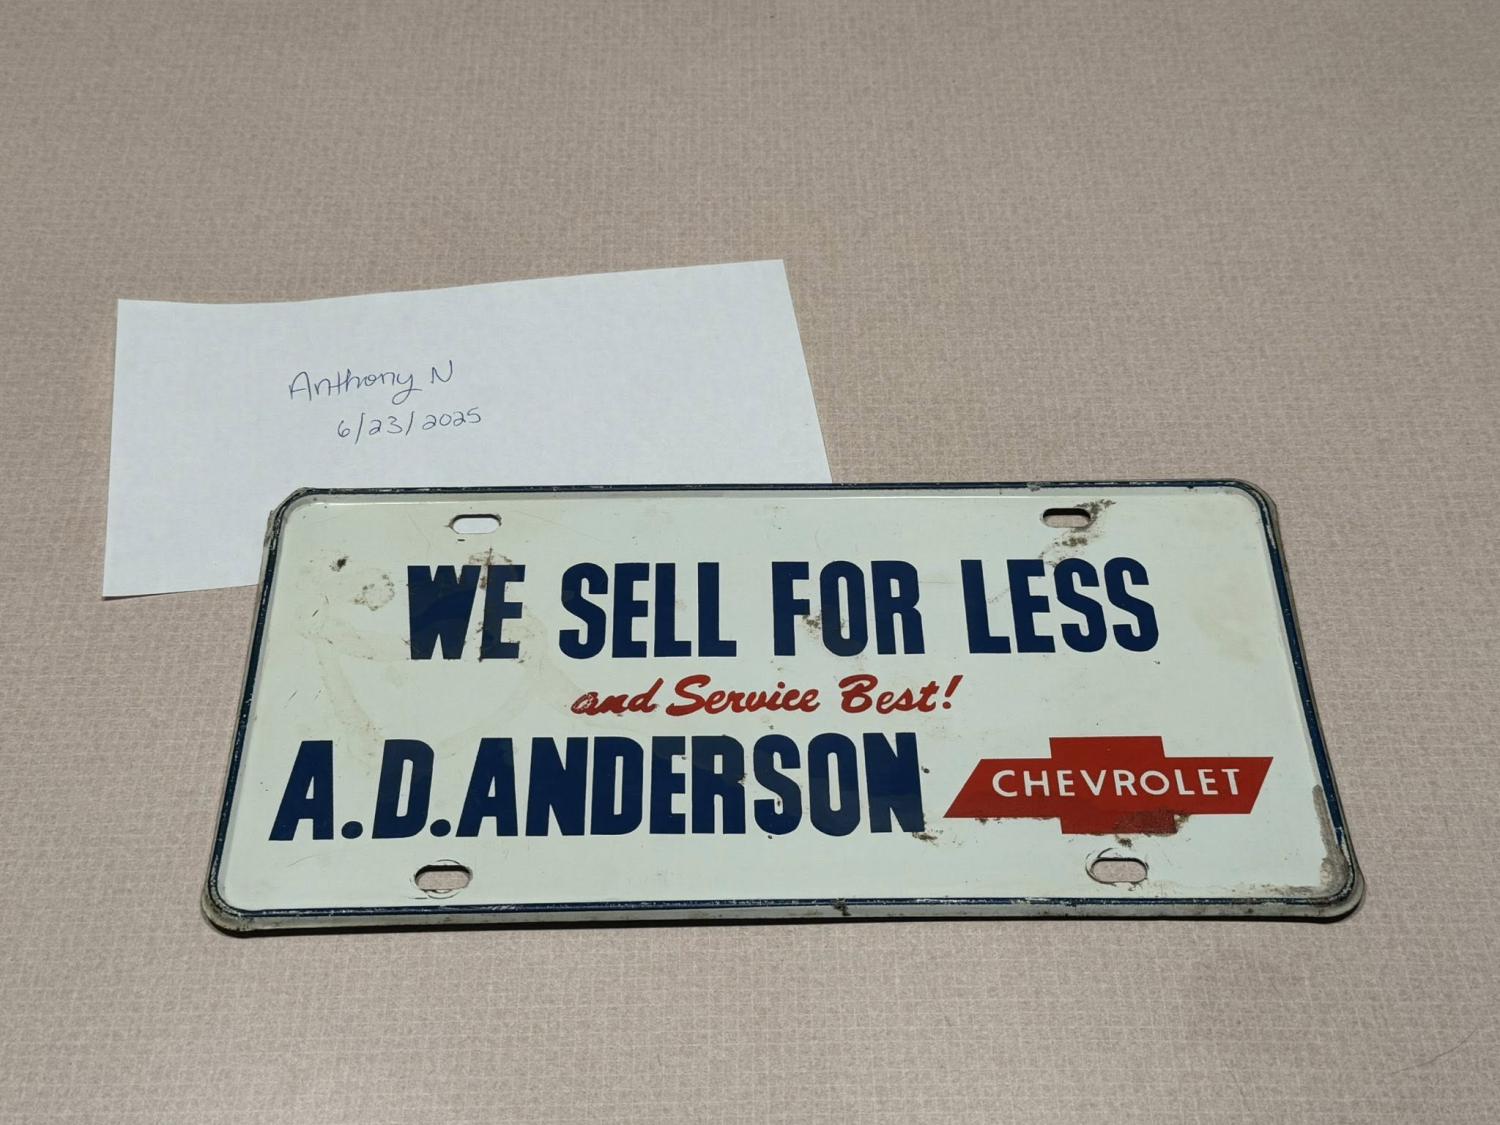 Anthony N
6/23/2025
WE SELL FOR LESS
and Service Best!
A.D.ANDERSON CHEVROLET